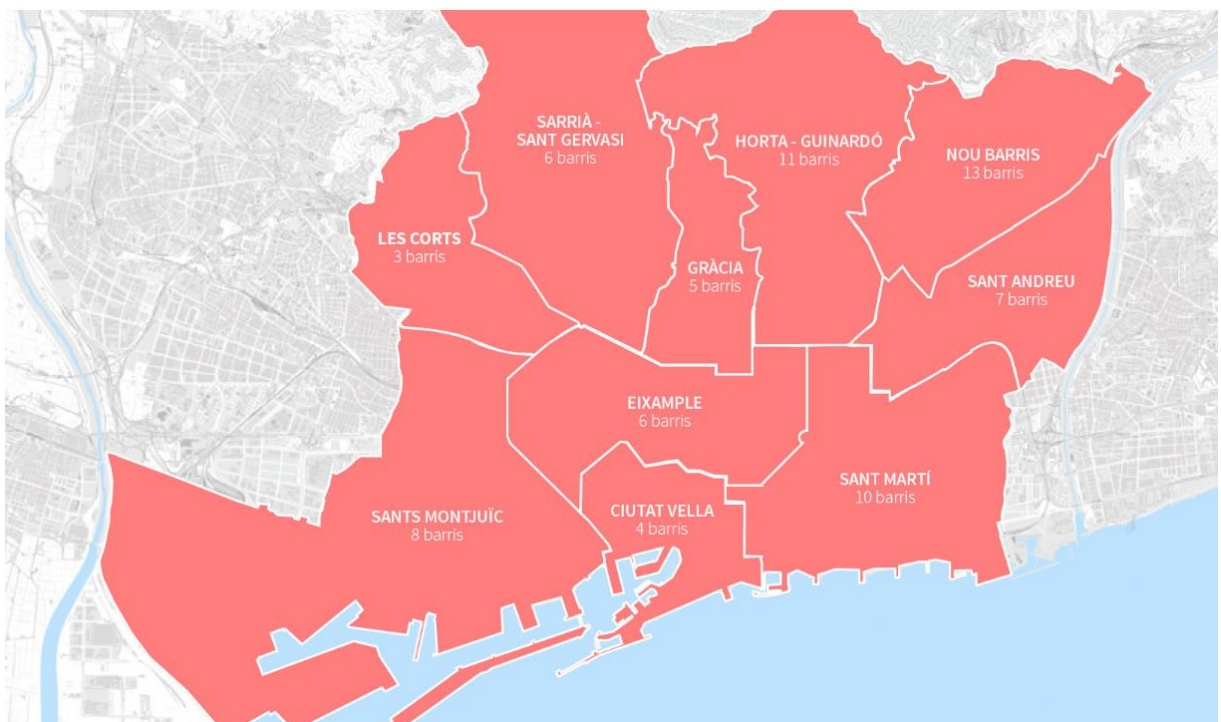 SARRIÀ -
SANT GERVASI
6 barris
HORTA - GUINARDÓ
11 barris
NOU BARRIS
13 barris
LES CORTS
3 barris
GRÀCIA
5 barris
SANT ANDREU
7 barris
EIXAMPLE
6 barris
SANT MARTÍ
10 barris
SANTS MONTJUÏC
8 barris
CIUTAT VELLA
4 barris